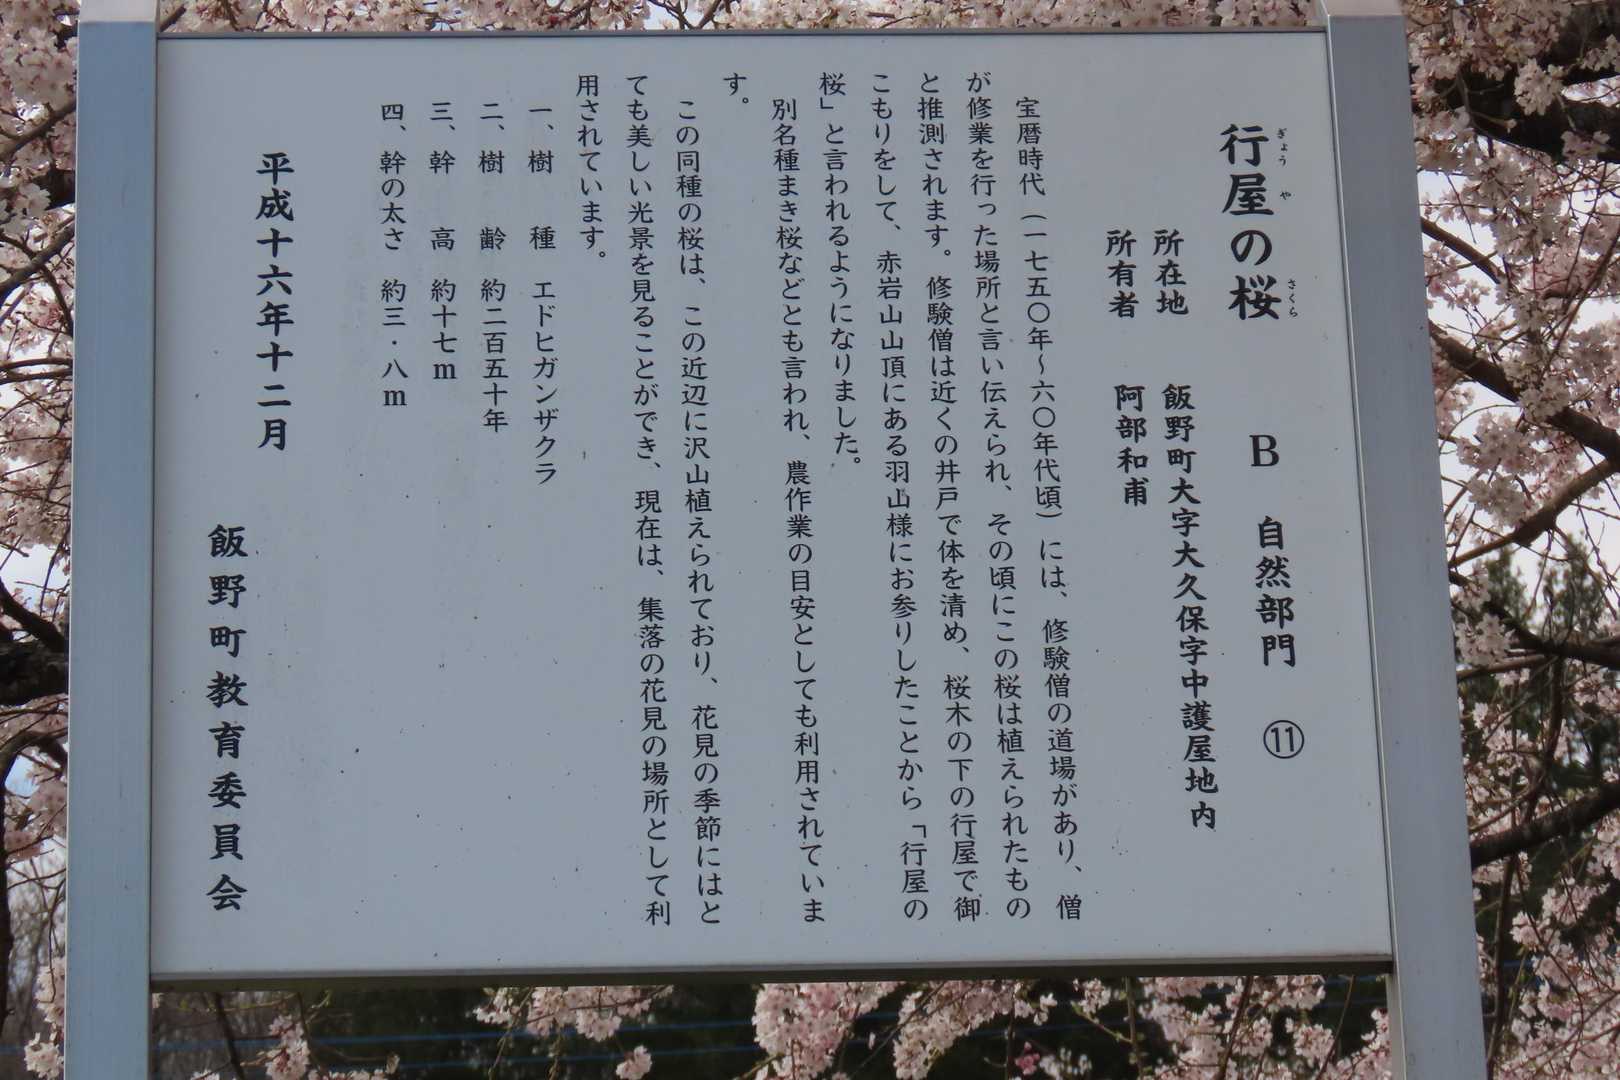 行屋の桜 B 自然部門 ⑪
ぎょう や さくら
所在地 飯野町大字大久保字中護屋地内
所有者 阿部和甫
宝暦時代（一七五〇年～六〇年代頃）には、修験僧の道場があり、僧
が修業を行った場所と言い伝えられ、その頃にこの桜は植えられたもの
と推測されます。修験僧は近くの井戸で体を清め、桜木の下の行屋で御
こもりをして、赤岩山山頂にある羽山様にお参りしたことから「行屋の
桜」と言われるようになりました。
別名種まき桜などとも言われ、農作業の目安としても利用されていま
す。
この同種の桜は、この近辺に沢山植えられており、花見の季節にはと
ても美しい光景を見ることができ、現在は、集落の花見の場所として利
用されています。
一、樹 種 エドヒガンザクラ
二、樹 齢 約二百五十年
三、幹 高 約十七m
四、幹の太さ 約三・八m
平成十六年十二月
飯野町教育委員会